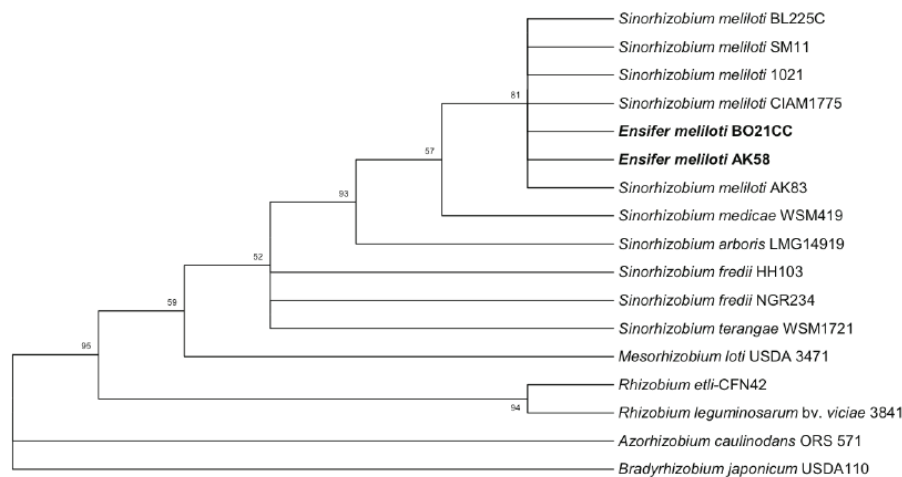 Sinorhizobium meliloti BL225C
Sinorhizobium meliloti SM11
Sinorhizobium meliloti 1021
81
Sinorhizobium meliloti CIAM1775
Ensifer meliloti BO21CC
57
Ensifer meliloti AK58
93
Sinorhizobium meliloti AK83
Sinorhizobium medicae WSM419
Sinorhizobium arboris LMG14919
52
Sinorhizobium fredii HH103
59
Sinorhizobium fredii NGR234
Sinorhizobium terangae WSM1721
95
Mesorhizobium loti USDA 3471
Rhizobium etli-CFN42
94
Rhizobium leguminosarum bv. viciae 3841
Azorhizobium caulinodans ORS 571
Bradyrhizobium japonicum USDA110